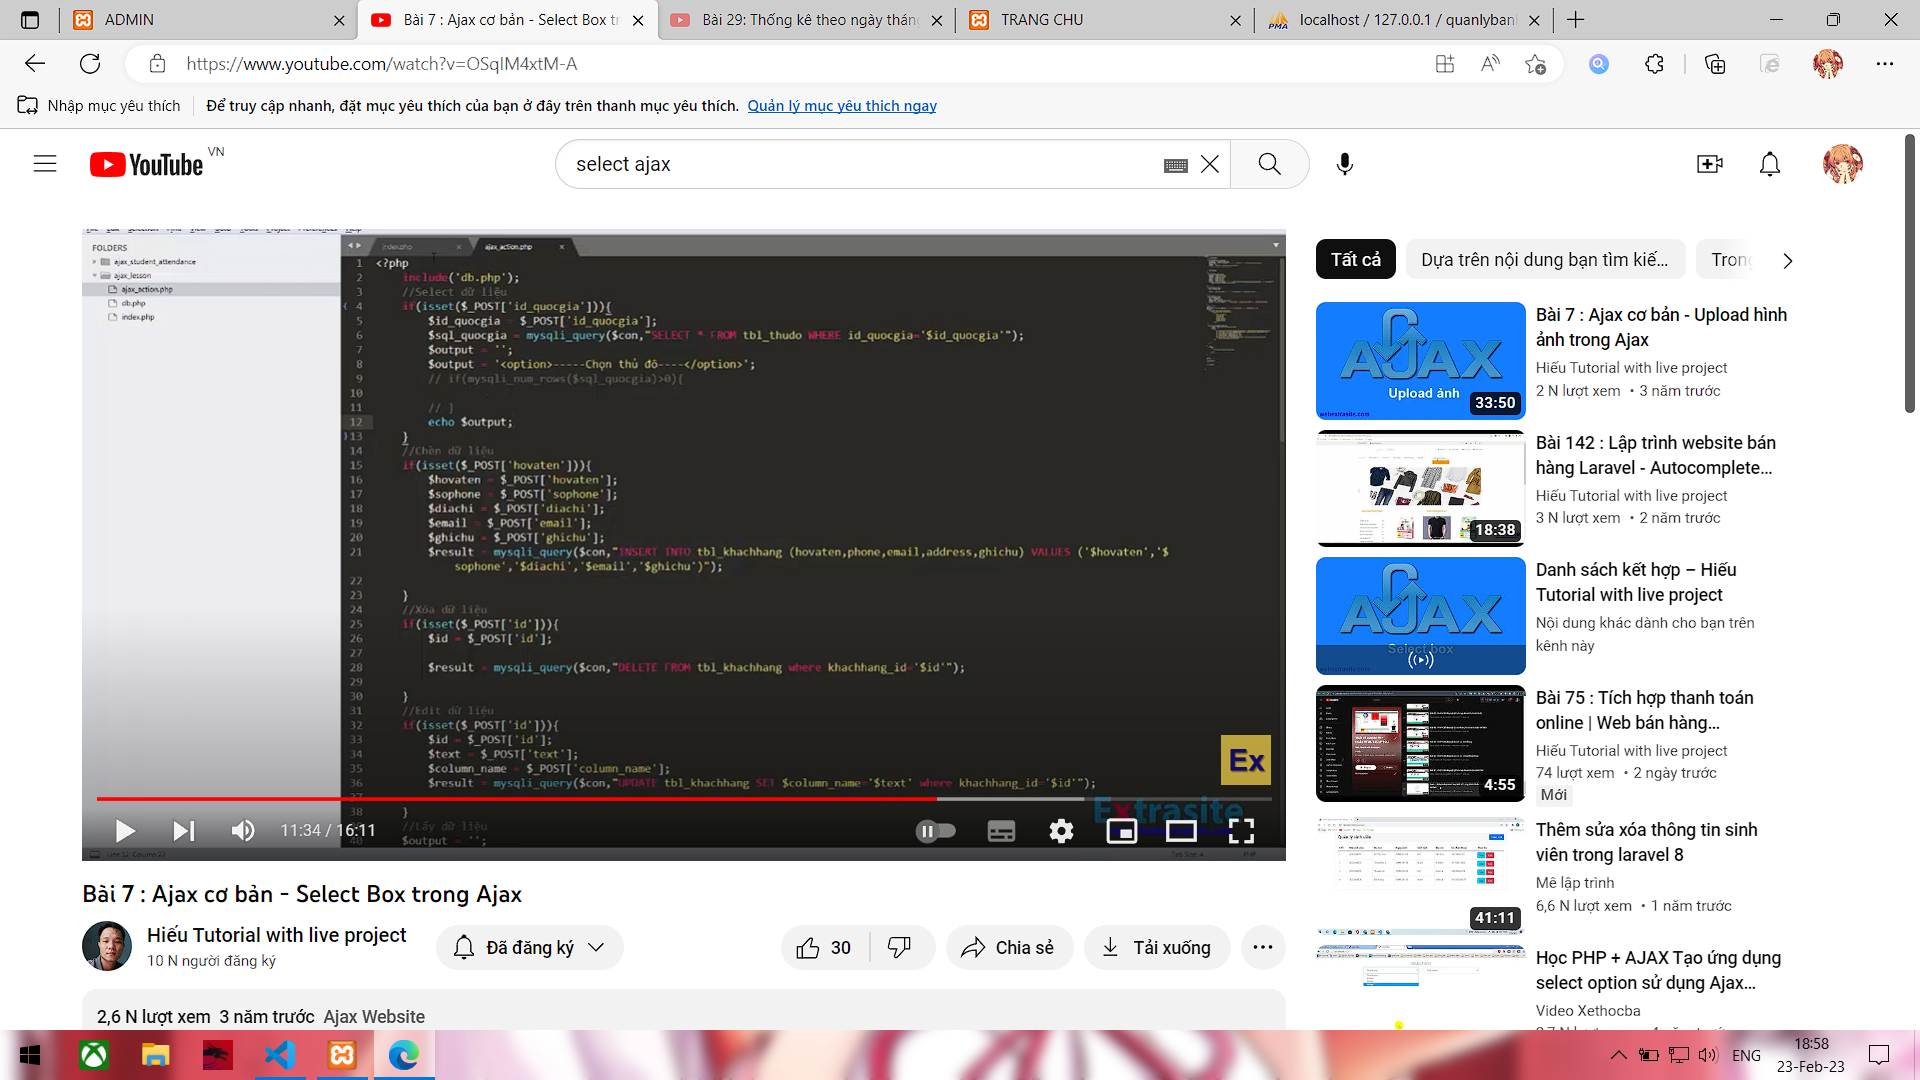 ADMIN
Bài 7 : Ajax cơ bản - Select Box tr
Bài 29: Thống kê theo ngày tháng
TRANG CHU
localhost / 127.0.0.1 / quanlyban
https://www.youtube.com/watch?v=OSqIM4xtM-A
Nhập mục yêu thích
Để truy cập nhanh, đặt mục yêu thích của bạn ở đây trên thanh mục yêu thích. Quản lý mục yêu thích ngay
YouTube VN
select ajax
FOLDERS
ajax_student_attendance
ajax_lesson
ajax_action.php
db.php
index.php
index.php
ajax_action.php
1 <?php
2 include('db.php');
3 //Select dữ liệu
4 if(isset($_POST['id_quocgia'])){
5 $id_quocgia = $_POST['id_quocgia'];
6 $sql_quocgia = mysqli_query($con,"SELECT * FROM tbl_thudo WHERE id_quocgia='$id_quocgia'");
7 $output = '';
8 $output = '<option>-----Chọn thủ đô----</option>';
9 // if(mysqli_num_rows($sql_quocgia)>0){
10
11 // }
12 echo $output;
13 }
14 //Chèn dữ liệu
15 if(isset($_POST['hovaten'])){
16 $hovaten = $_POST['hovaten'];
17 $sophone = $_POST['sophone'];
18 $diachi = $_POST['diachi'];
19 $email = $_POST['email'];
20 $ghichu = $_POST['ghichu'];
21 $result = mysqli_query($con,"INSERT INTO tbl_khachhang (hovaten,phone,email,address,ghichu) VALUES ('$hovaten','$
sophone','$diachi','$email','$ghichu')");
22
23 }
24 //Xóa dữ liệu
25 if(isset($_POST['id'])){
26 $id = $_POST['id'];
27
28 $result = mysqli_query($con,"DELETE FROM tbl_khachhang where khachhang_id='$id'");
29
30 }
31 //Edit dữ liệu
32 if(isset($_POST['id'])){
33 $id = $_POST['id'];
34 $text = $_POST['text'];
35 $column_name = $_POST['column_name'];
36 $result = mysqli_query($con,"UPDATE tbl_khachhang SET $column_name='$text' where khachhang_id='$id'");
38 }
//Lấy dữ liệu
40 $output = '';
Ex
Extrasite
11:34 / 16:11
Bài 7 : Ajax cơ bản - Select Box trong Ajax
Hiếu Tutorial with live project
10 N người đăng ký
Đã đăng ký
30
Chia sẻ
Tải xuống
2,6 N lượt xem 3 năm trước Ajax Website
Tất cả
Dựa trên nội dung bạn tìm kiế...
Trong
AJAX
Upload ảnh
webextrasite.com
33:50
Bài 7 : Ajax cơ bản - Upload hình
ảnh trong Ajax
Hiếu Tutorial with live project
2 N lượt xem • 3 năm trước
18:38
Bài 142 : Lập trình website bán
hàng Laravel - Autocomplete...
Hiếu Tutorial with live project
3 N lượt xem • 2 năm trước
AJAX
Select box
Danh sách kết hợp – Hiếu
Tutorial with live project
Nội dung khác dành cho bạn trên
kênh này
4:55
Bài 75 : Tích hợp thanh toán
online | Web bán hàng...
Hiếu Tutorial with live project
74 lượt xem • 2 ngày trước
Mới
41:11
Thêm sửa xóa thông tin sinh
viên trong laravel 8
Mê lập trình
6,6 N lượt xem • 1 năm trước
Học PHP + AJAX Tạo ứng dụng
select option sử dụng Ajax...
Video Xethocba
ENG
18:58
23-Feb-23